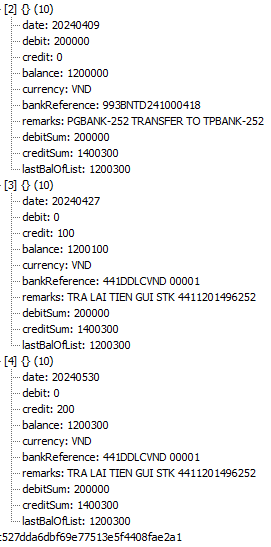 [2] {} (10)
date: 20240409
debit: 200000
credit: 0
balance: 1200000
currency: VND
bankReference: 993BNTD241000418
remarks: PGBANK-252 TRANSFER TO TPBANK-252
debitSum: 200000
creditSum: 1400300
lastBalOfList: 1200300
[3] {} (10)
date: 20240427
debit: 0
credit: 100
balance: 1200100
currency: VND
bankReference: 441DDLCVND 00001
remarks: TRA LAI TIEN GUI STK 4411201496252
debitSum: 200000
creditSum: 1400300
lastBalOfList: 1200300
[4] {} (10)
date: 20240530
debit: 0
credit: 200
balance: 1200300
currency: VND
bankReference: 441DDLCVND 00001
remarks: TRA LAI TIEN GUI STK 4411201496252
debitSum: 200000
creditSum: 1400300
lastBalOfList: 1200300
:527dda6dbf69e77513e5f4408fae2a1